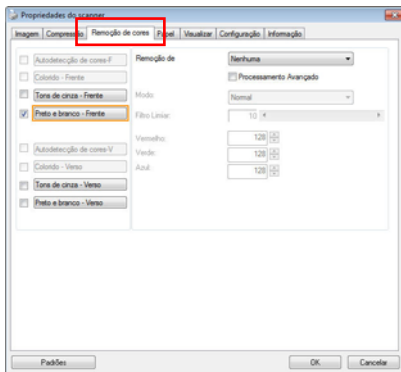 Propriedades do scanner
Imagem Compressão Remoção de cores Papel Visualizar Configuração Informação
Autodetecção de cores-F
Colorido - Frente
Tons de cinza - Frente
Preto e branco - Frente
Autodetecção de cores-V
Colorido - Verso
Tons de cinza - Verso
Preto e branco - Verso
Remoção de Nenhuma
Processamento Avançado
Modo: Normal
Filtro Limiar: 10
Vermelho: 128
Verde: 128
Azul: 128
Padrões OK Cancelar